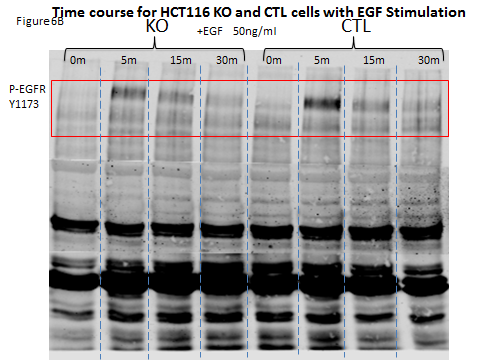 Time course for HCT116 KO and CTL cells with EGF Stimulation
Figure6B
KO +EGF 50ng/ml CTL
0m 5m 15m 30m 0m 5m 15m 30m
P-EGFR
Y1173